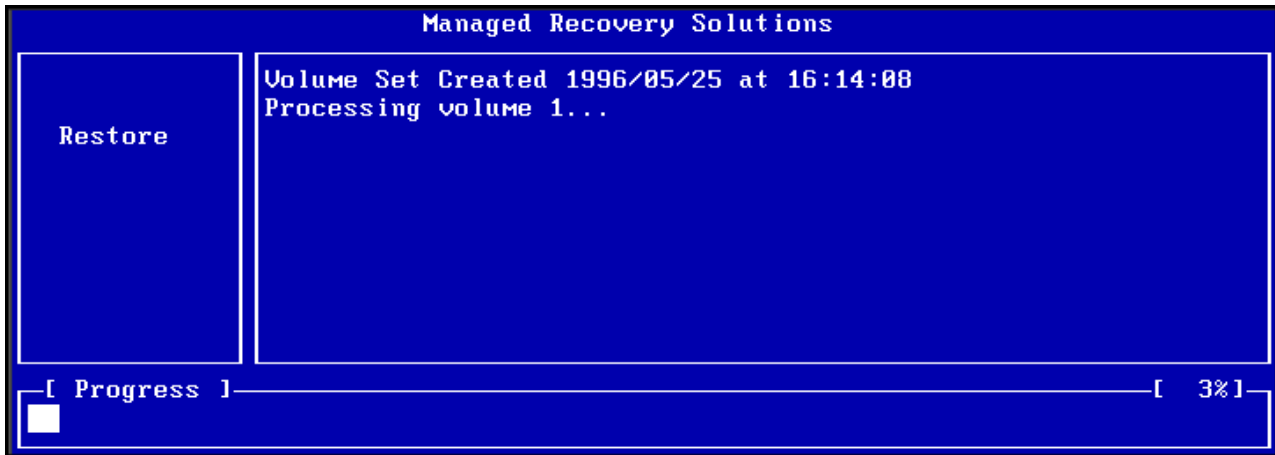 Managed Recovery Solutions
Restore
Volume Set Created 1996/05/25 at 16:14:08
Processing volume 1...
[ Progress ]
[ 3%]